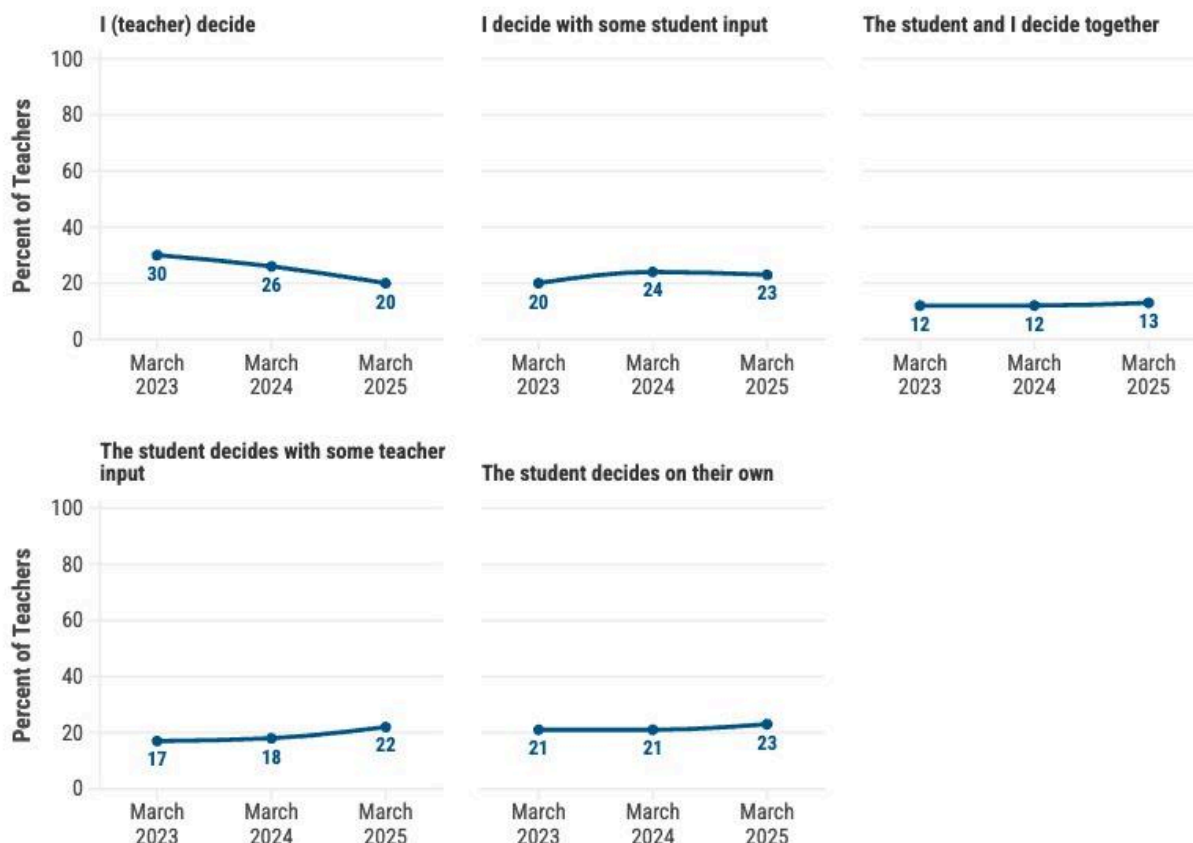 I (teacher) decide
I decide with some student input
The student and I decide together
Percent of Teachers
100
80
60
40
20
0
30
26
20
20
24
23
12
12
13
March
2023
March
2024
March
2025
March
2023
March
2024
March
2025
March
2023
March
2024
March
2025
The student decides with some teacher
input
The student decides on their own
Percent of Teachers
100
80
60
40
20
0
17
18
22
21
21
23
March
2023
March
2024
March
2025
March
2023
March
2024
March
2025